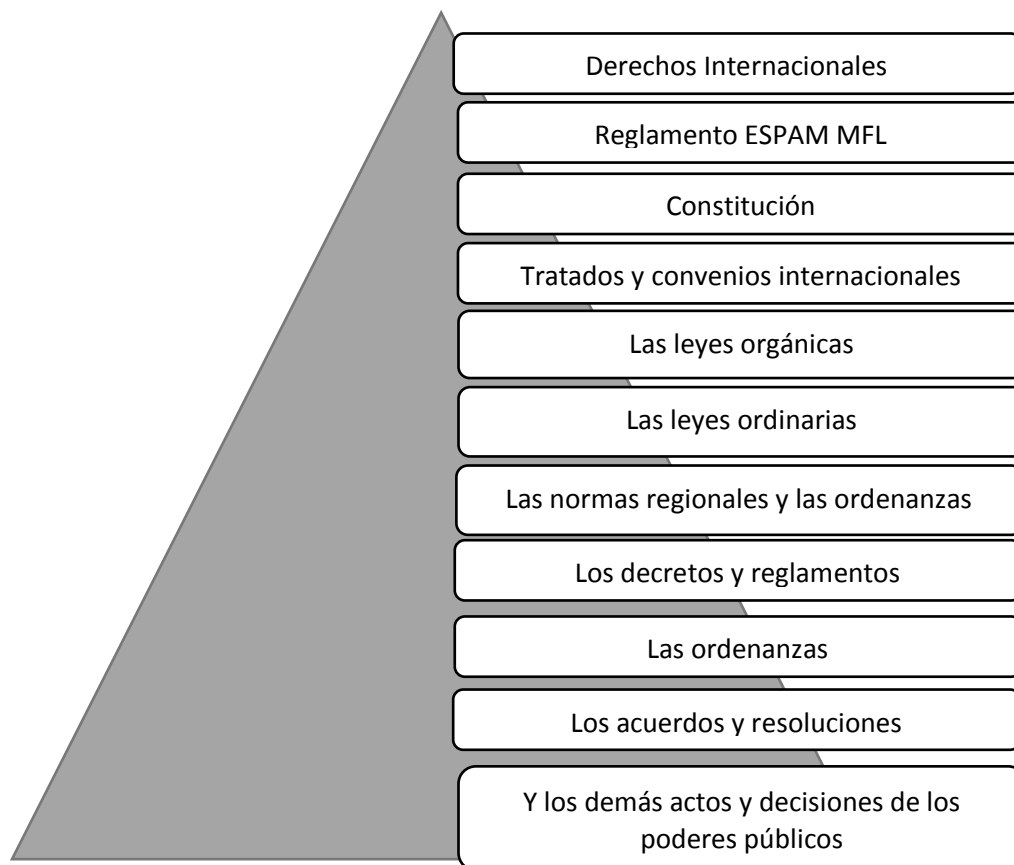 Derechos Internacionales
Reglamento ESPAM MFL
Constitución
Tratados y convenios internacionales
Las leyes orgánicas
Las leyes ordinarias
Las normas regionales y las ordenanzas
Los decretos y reglamentos
Las ordenanzas
Los acuerdos y resoluciones
Y los demás actos y decisiones de los
poderes públicos